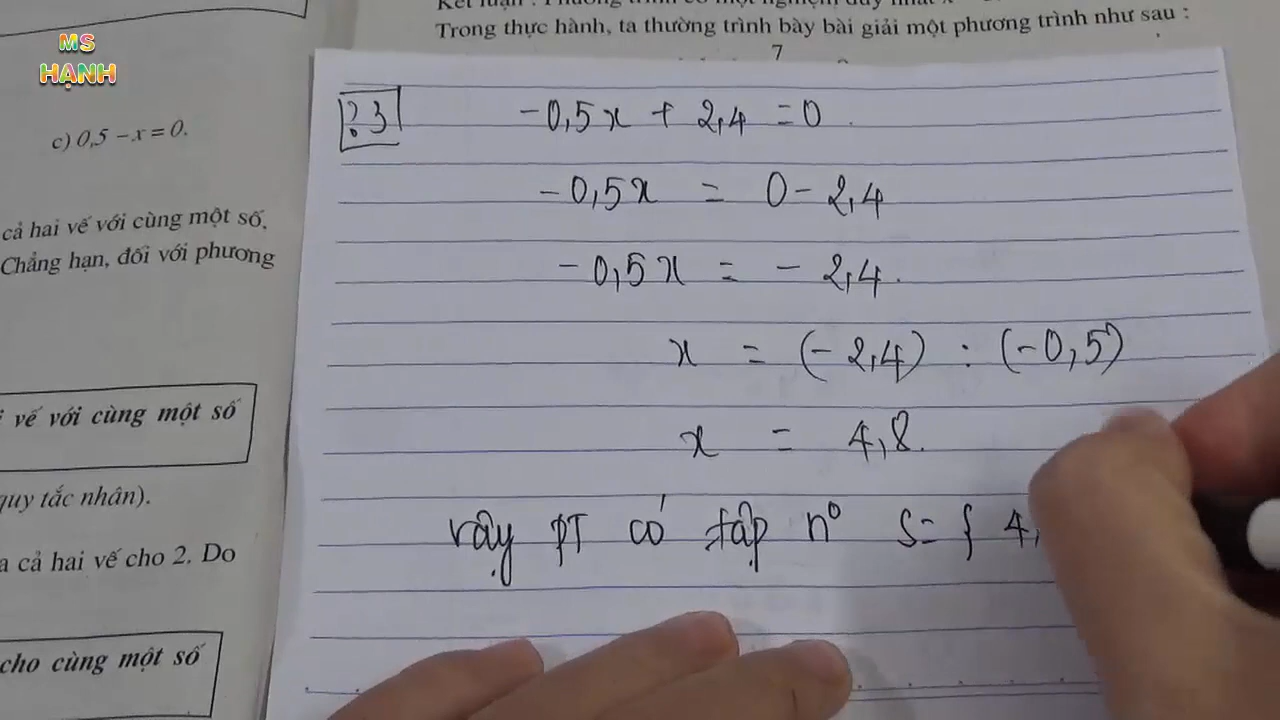 MS
HẠNH
Trong thực hành, ta thường trình bày bài giải một phương trình như sau :
7
c) 0,5 – x = 0.
cả hai vế với cùng một số.
Chẳng hạn, đối với phương
vế với cùng một số
quy tắc nhân).
a cả hai vế cho 2. Do
cho cùng một số
?3 -0,5x + 2,4 = 0
-0,5x = 0 - 2,4
-0,5x = - 2,4.
x = (-2,4) : (-0,5)
x = 4,8.
vậy PT có tập n° S = { 4,